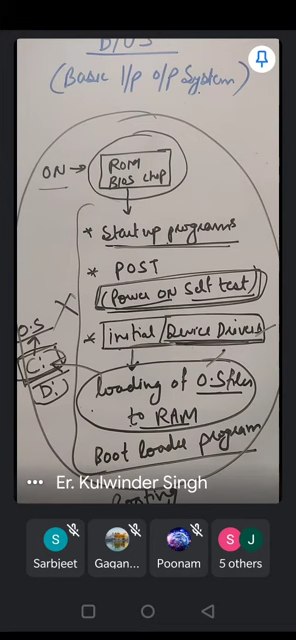 BIOS
(Basic I/p O/p System)
ON →
ROM
BIOS chip
* Start up programs
* POST
(Power ON Self test)
* initial / Device Drivers
O.S
C:
D:
loading of O.S files
to RAM
Boot loader program
Booting
••• Er. Kulwinder Singh
S
S J
Sarbjeet
Gagan...
Poonam
5 others